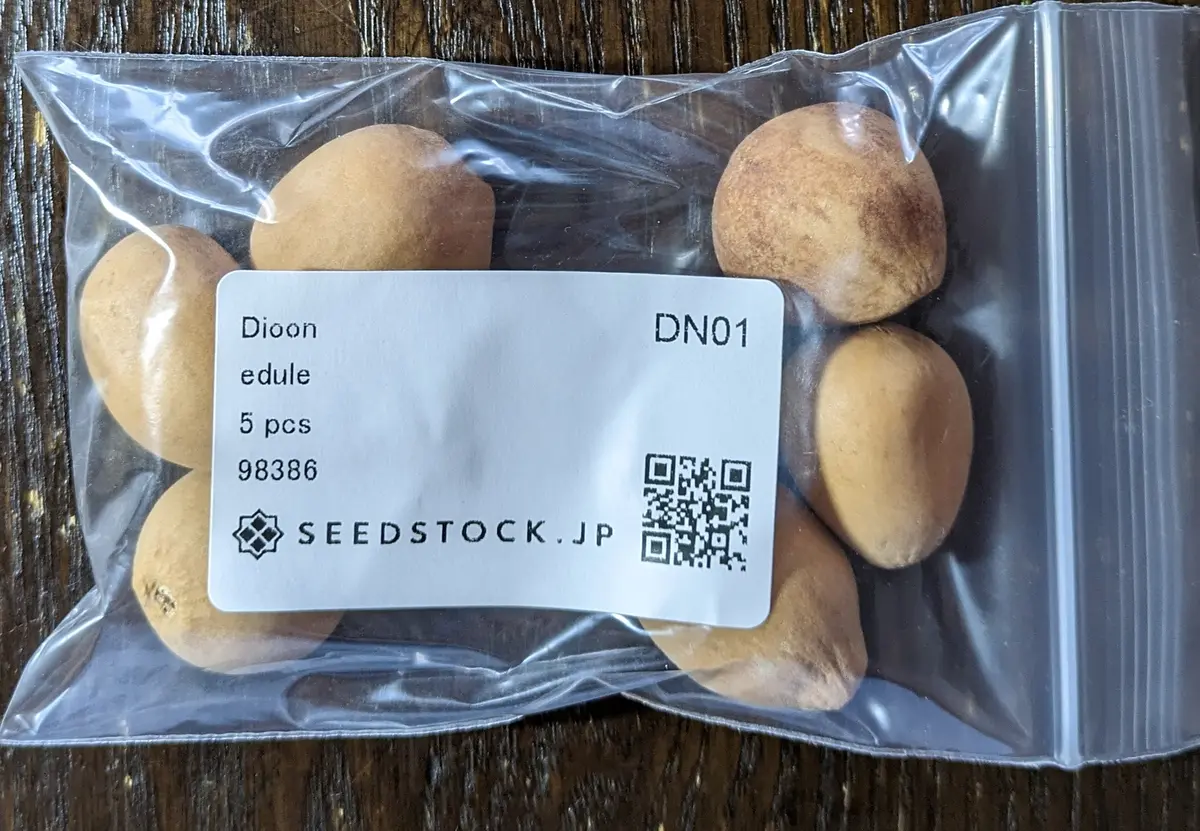 Dioon
edule
5 pcs
98386
DN01
SEEDSTOCK.JP